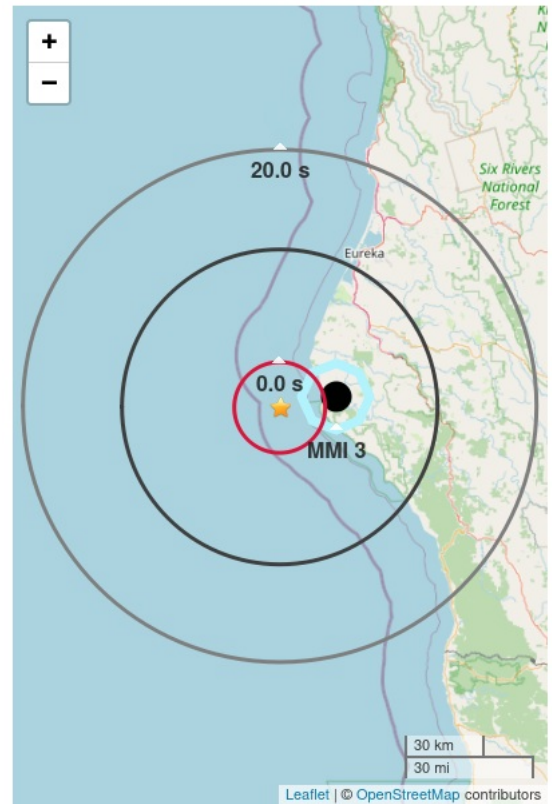 +
−
20.0 s
Six Rivers
National
Forest
Eureka
0.0 s
MMI 3
30 km
30 mi
Leaflet | © OpenStreetMap contributors